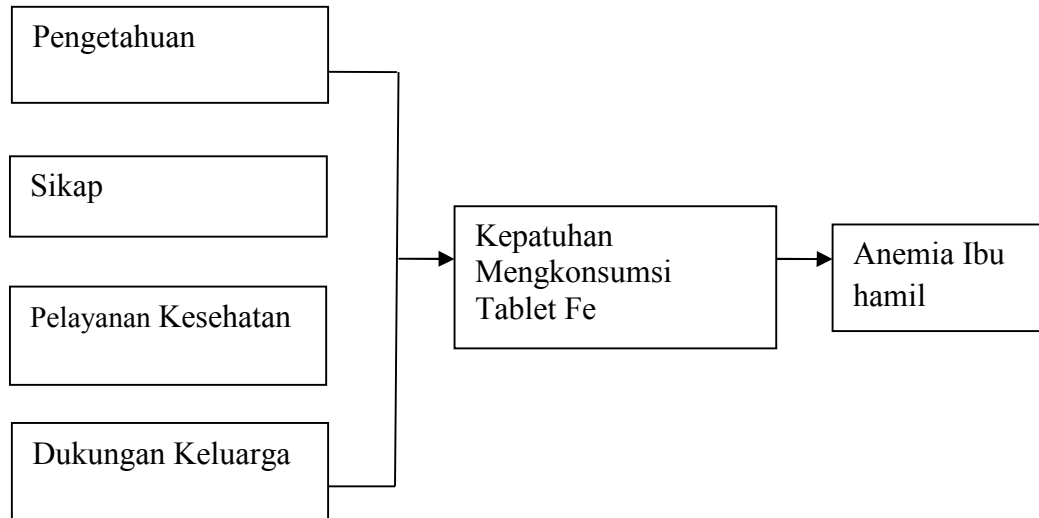 Pengetahuan
Sikap
Pelayanan Kesehatan
Dukungan Keluarga
Kepatuhan
Mengkonsumsi
Tablet Fe
Anemia Ibu
hamil